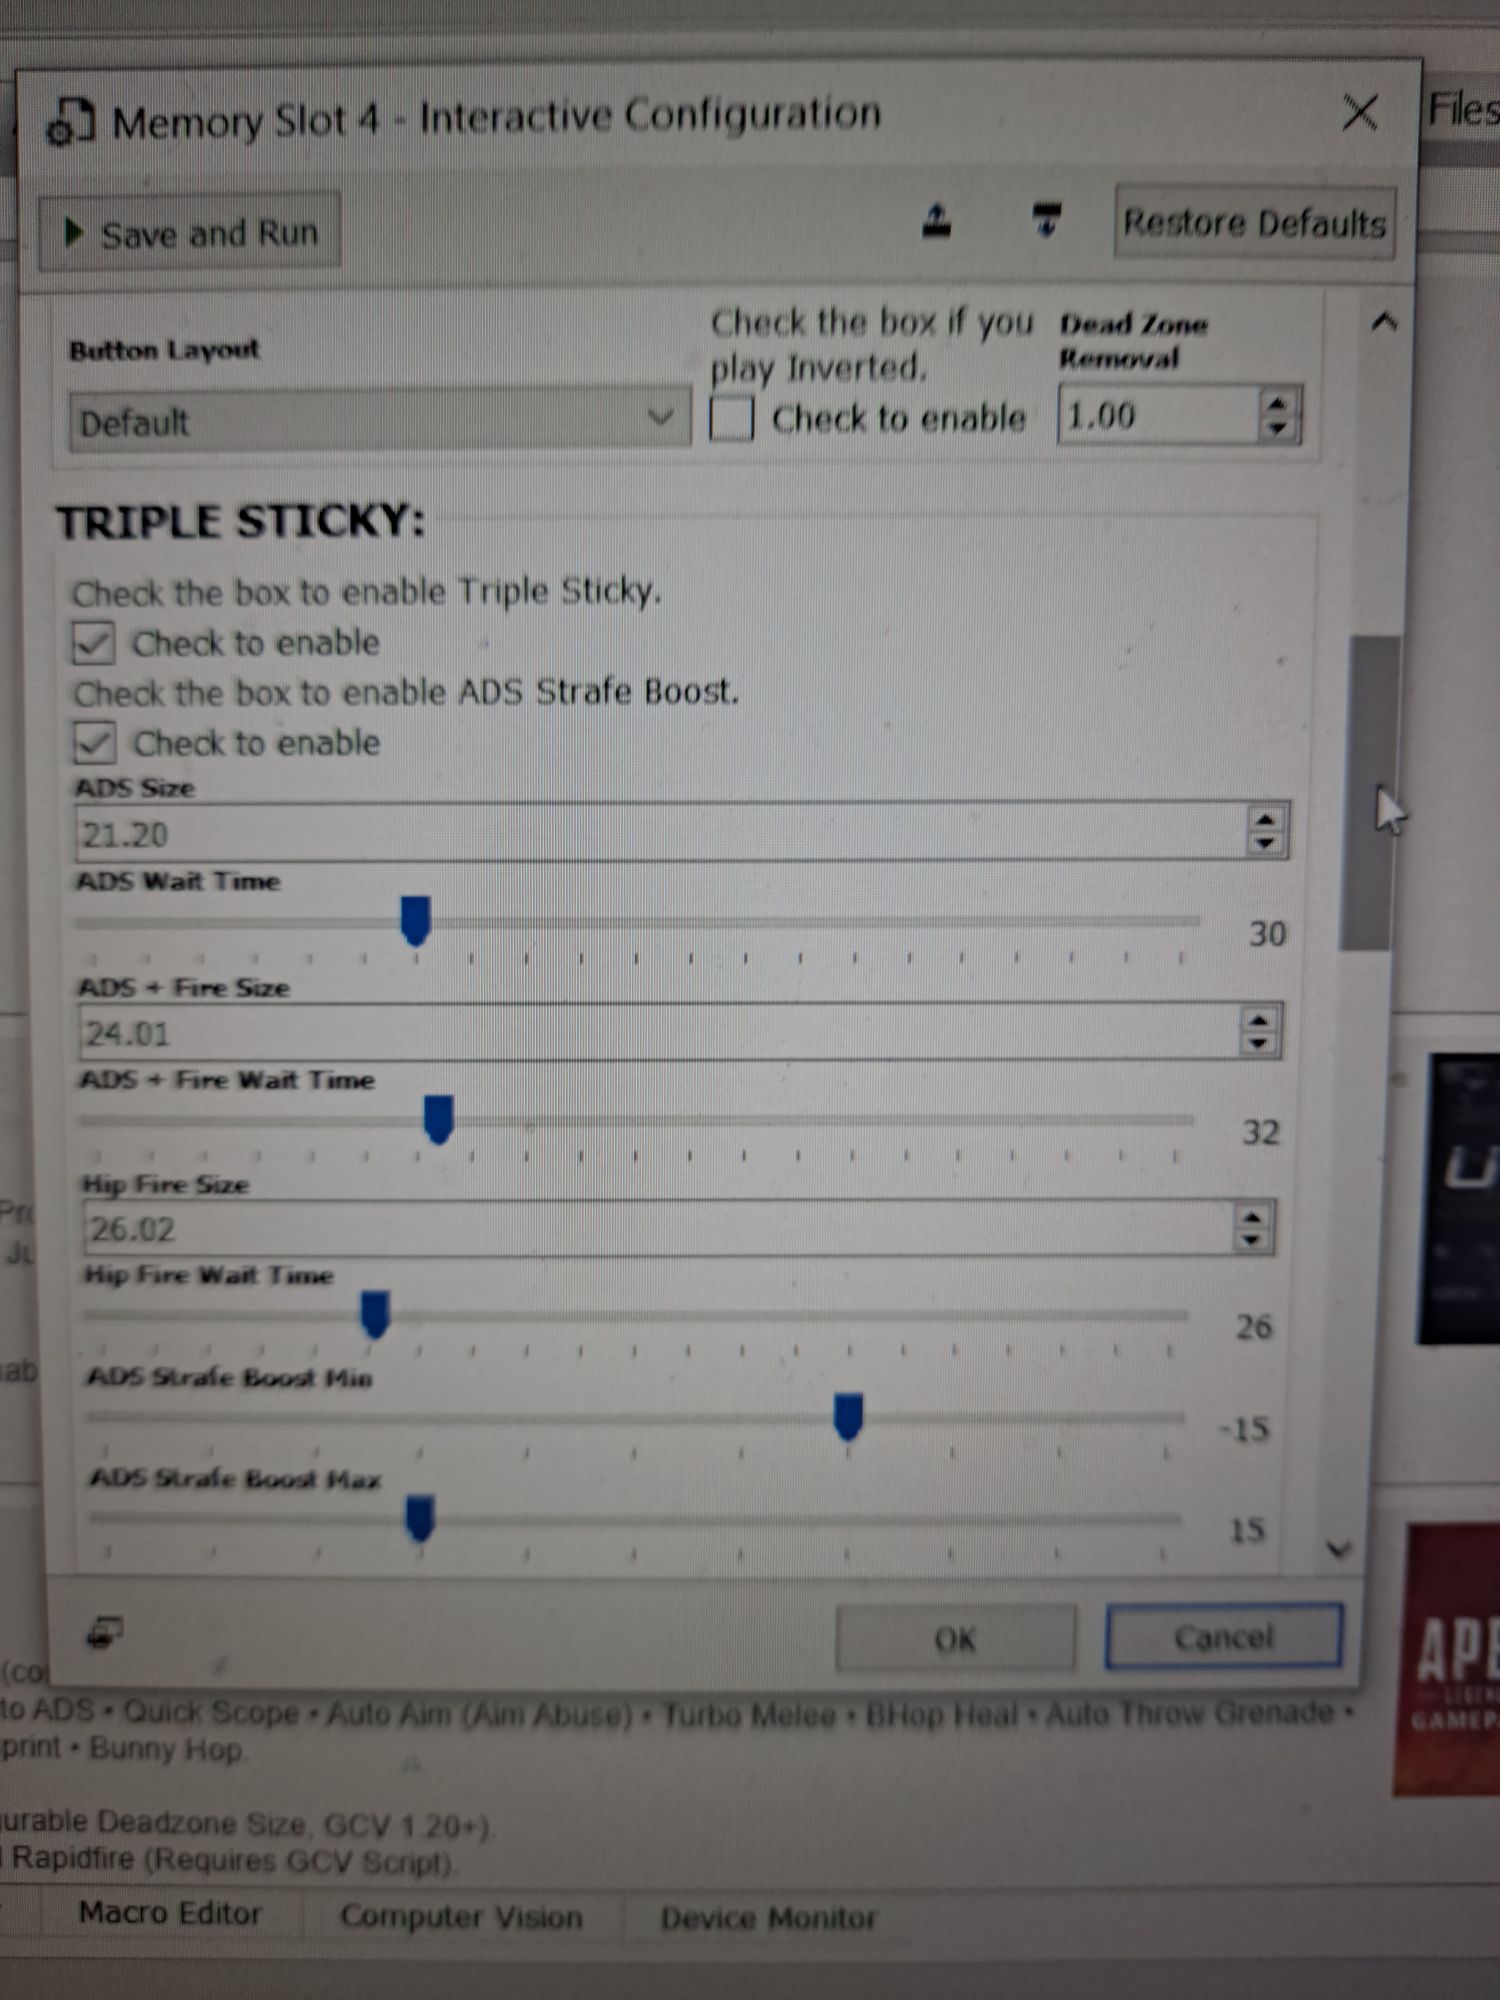 Memory Slot 4 - Interactive Configuration
Files
Save and Run
Restore Defaults
Button Layout
Default
Check the box if you
play Inverted.
Check to enable
Dead Zone
Removal
1.00
TRIPLE STICKY:
Check the box to enable Triple Sticky.
Check to enable
Check the box to enable ADS Strafe Boost.
Check to enable
ADS Size
21.20
ADS Wait Time
30
ADS + Fire Size
24.01
ADS + Fire Wait Time
32
Hip Fire Size
26.02
Hip Fire Wait Time
26
ADS Strafe Boost Min
-15
ADS Strafe Boost Max
15
OK
Cancel
(co
to ADS • Quick Scope • Auto Aim (Aim Abuse) • Turbo Melee • BHop Heal • Auto Throw Grenade •
print • Bunny Hop.
urable Deadzone Size, GCV 1.20+).
Rapidfire (Requires GCV Script).
Macro Editor
Computer Vision
Device Monitor
APE
GAMEP